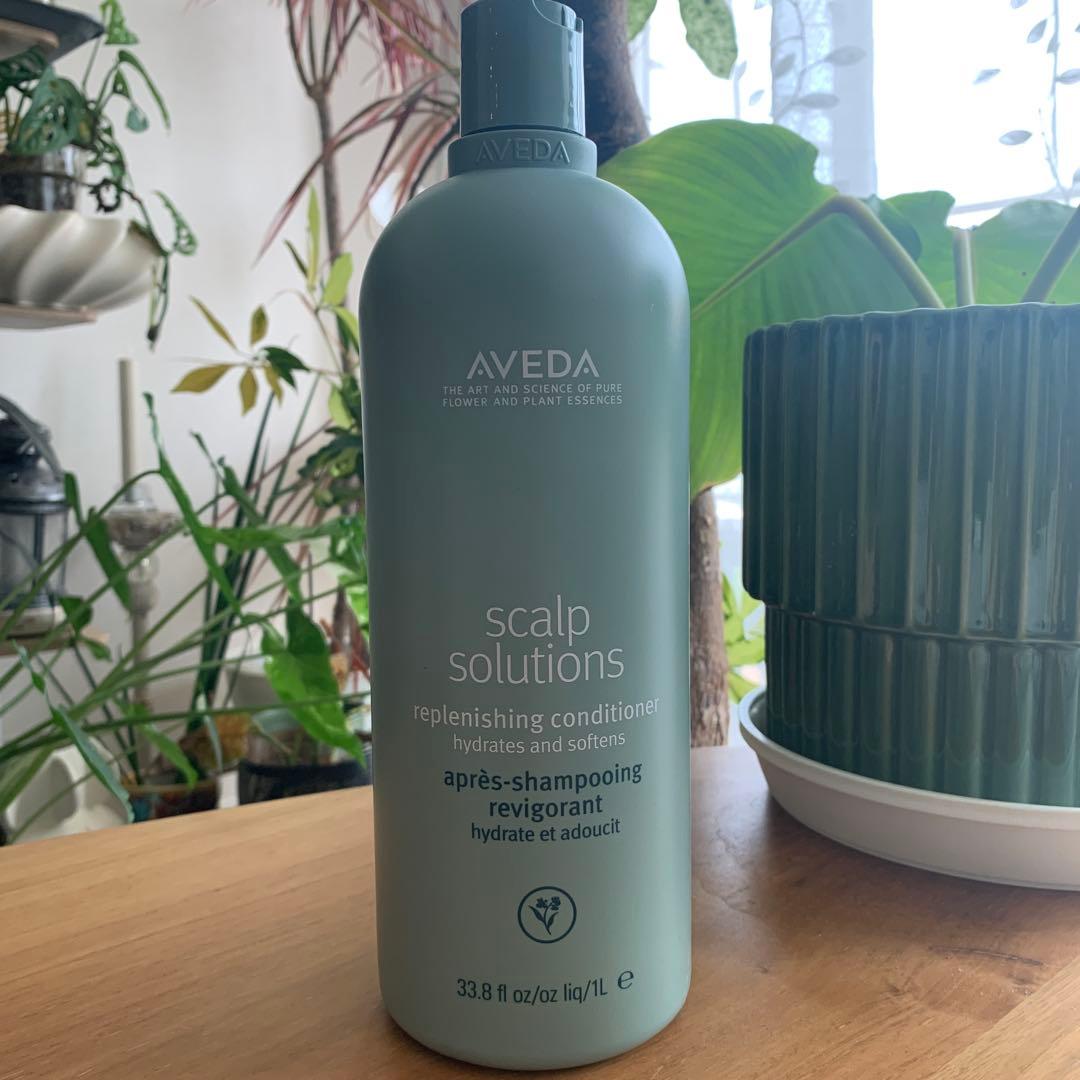 AVEDA
AVEDA
THE ART AND SCIENCE OF PURE
FLOWER AND PLANT ESSENCES
scalp
solutions
replenishing conditioner
hydrates and softens
après-shampooing
revigorant
hydrate et adoucit
33.8 fl oz/oz liq/1L ℮